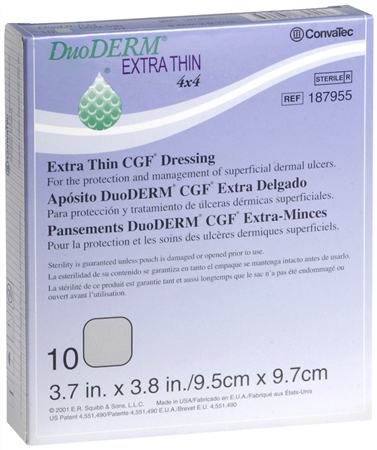 DuoDERM®
EXTRA THIN
4x4
ConvaTec
STERILE R
REF 187955
Extra Thin CGF® Dressing
For the protection and management of superficial dermal ulcers.
Apósito DuoDERM® CGF® Extra Delgado
Para protección y tratamiento de úlceras dérmicas superficiales.
Pansements DuoDERM® CGF® Extra-Minces
Pour la protection et les soins des ulcères dermiques superficiels.
Sterility is guaranteed unless pouch is damaged or opened prior to use.
La esterilidad de su contenido se garantiza en tanto el empaque se mantenga intacto antes de usarlo.
La stérilité de ce produit est garantie tant et aussi longtemps que le sac n'a pas été endommagé ou
ouvert avant l'utilisation.
10
3.7 in. x 3.8 in./9.5cm x 9.7cm
Made in USA/Fabricado en E.U.A./Fabriqué aux États-Unis
© 2001 E.R. Squibb & Sons, L.L.C.
US Patent 4,551,490/Patente 4,551,490 E.U.A./Brevet E.U. 4,551,490